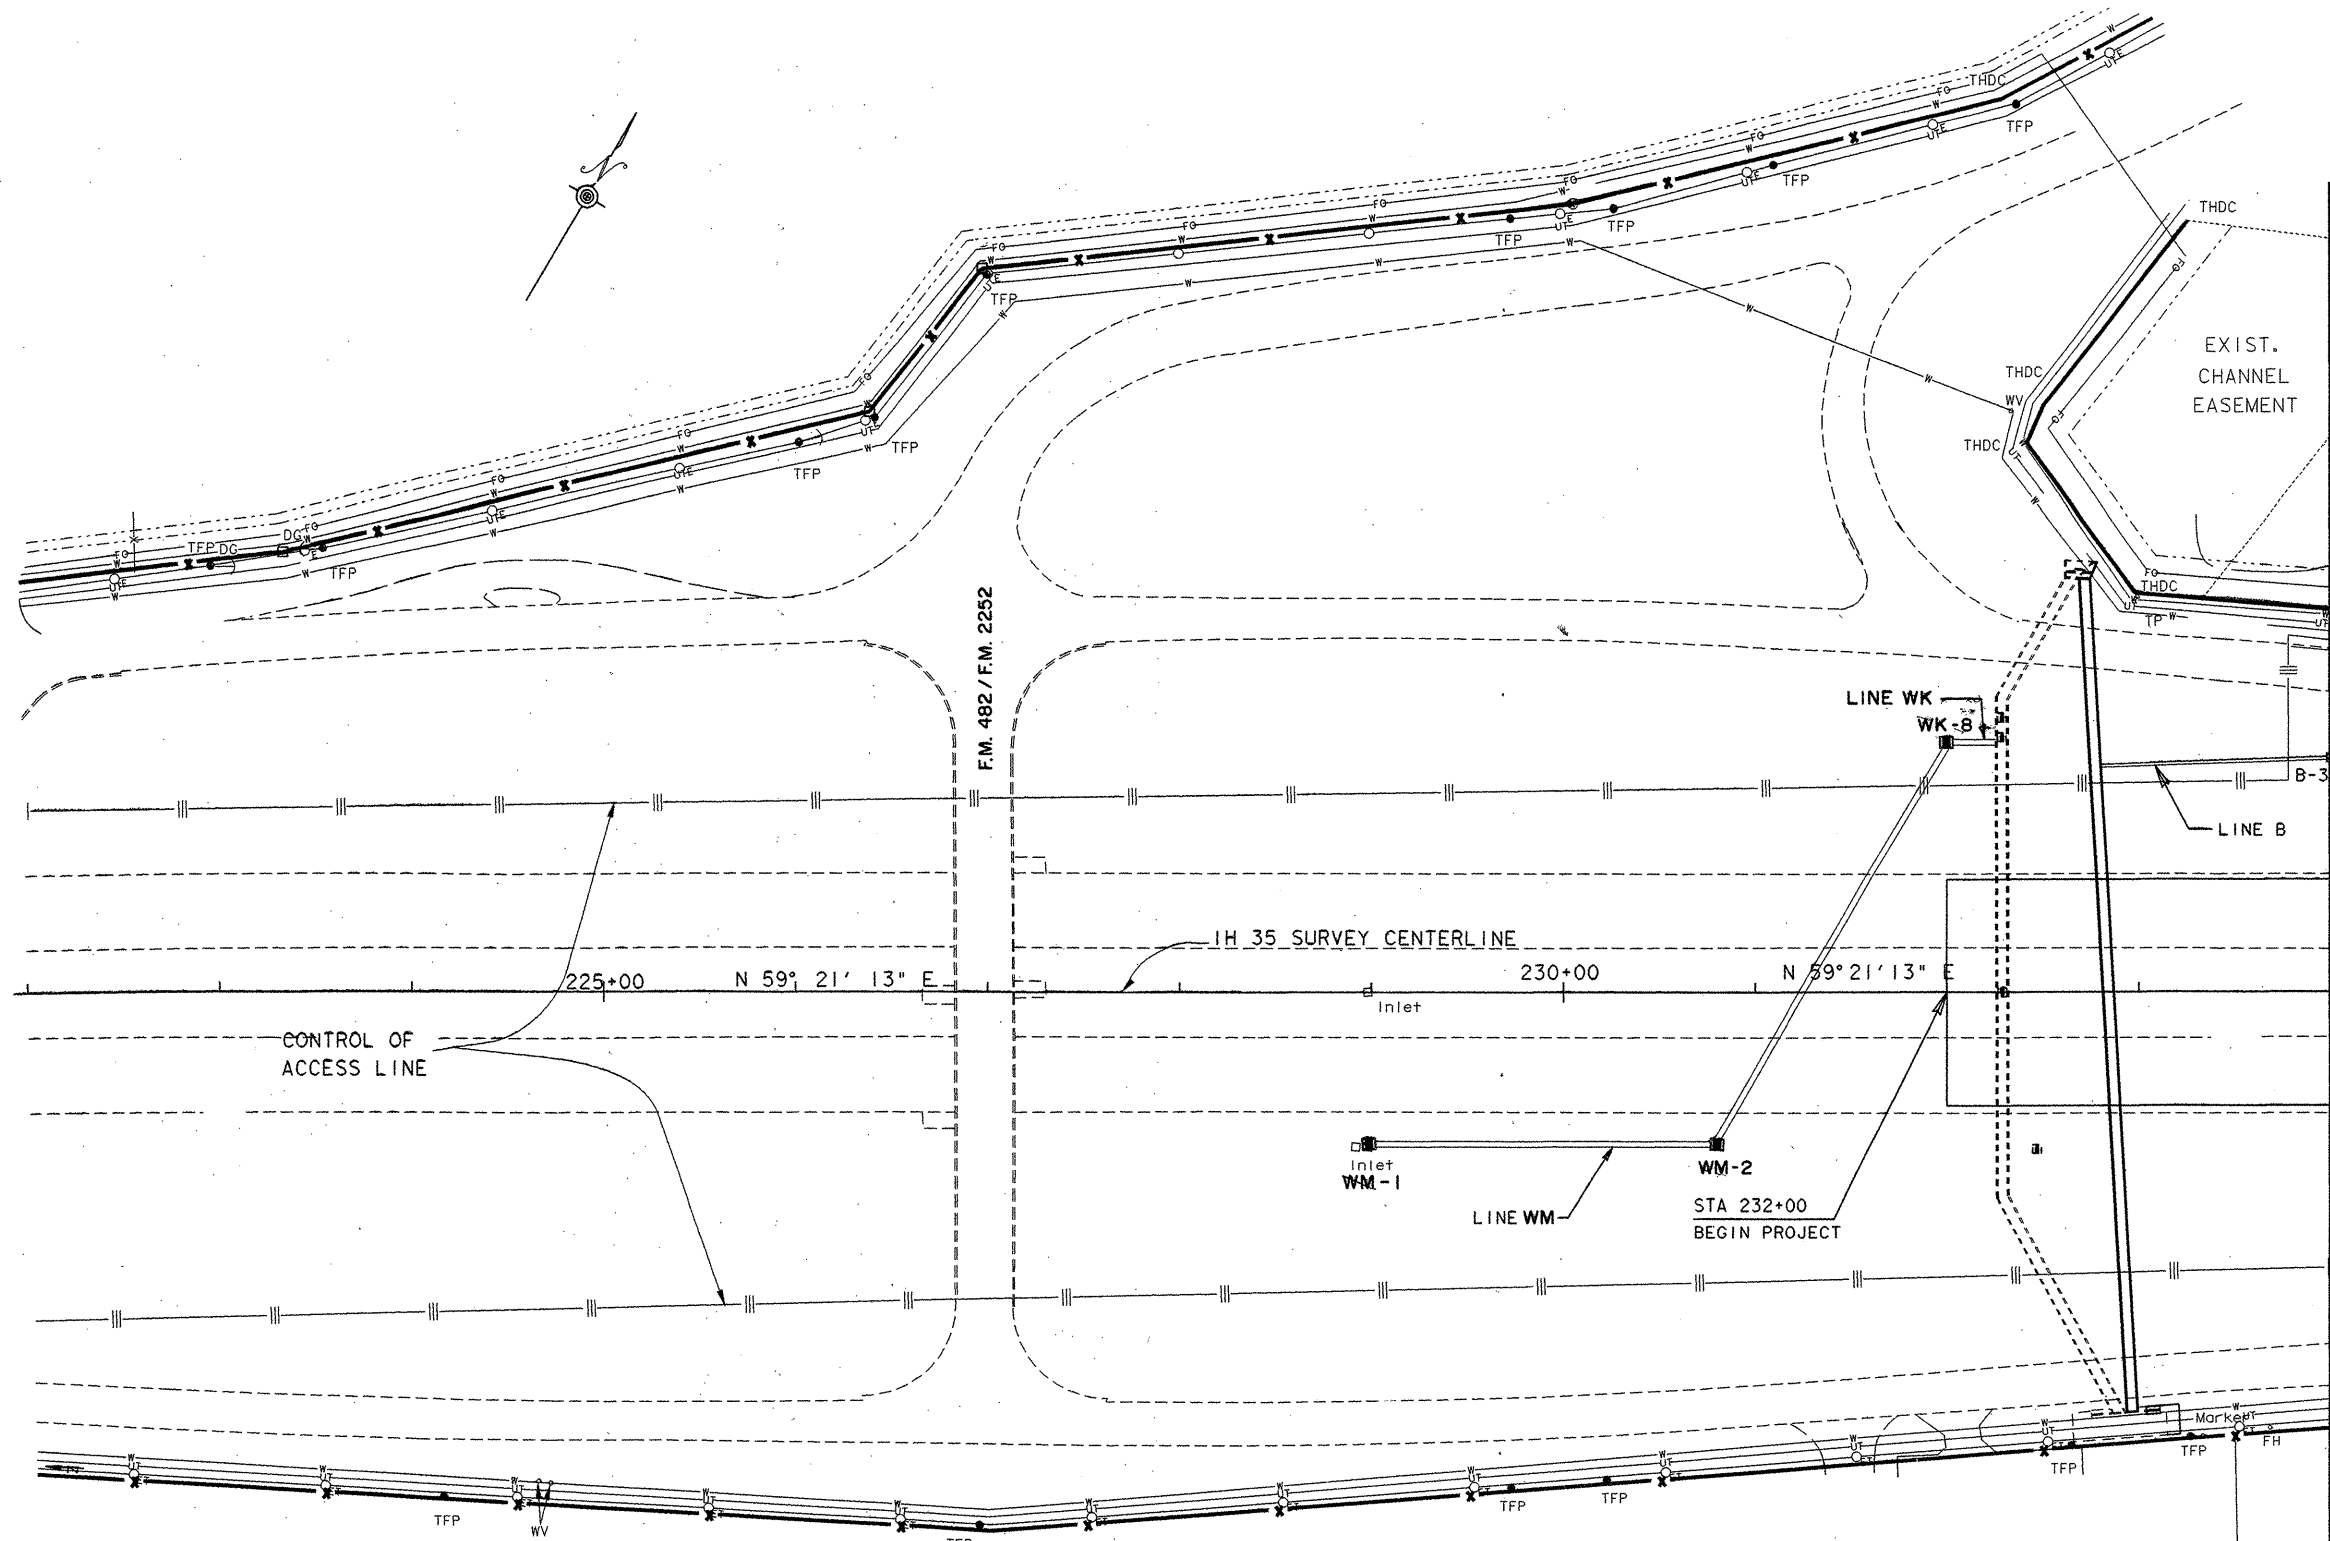 THDC
TFP
THDC
TFP
TFP
TFP
TFP
EXIST.
CHANNEL
EASEMENT
THDC
WV
THDC
TFP
TFP
DG
TFP DG
TFP
THDC
TP
F.M. 482 / F.M. 2252
LINE WK
WK-8
B-3
LINE B
IH 35 SURVEY CENTERLINE
225+00
N 59° 21' 13" E
230+00
N 59° 21' 13" E
Inlet
CONTROL OF
ACCESS LINE
Inlet
WM-1
WM-2
LINE WM
STA 232+00
BEGIN PROJECT
Marker
FH
TFP
TFP
TFP
TFP
TFP
WV